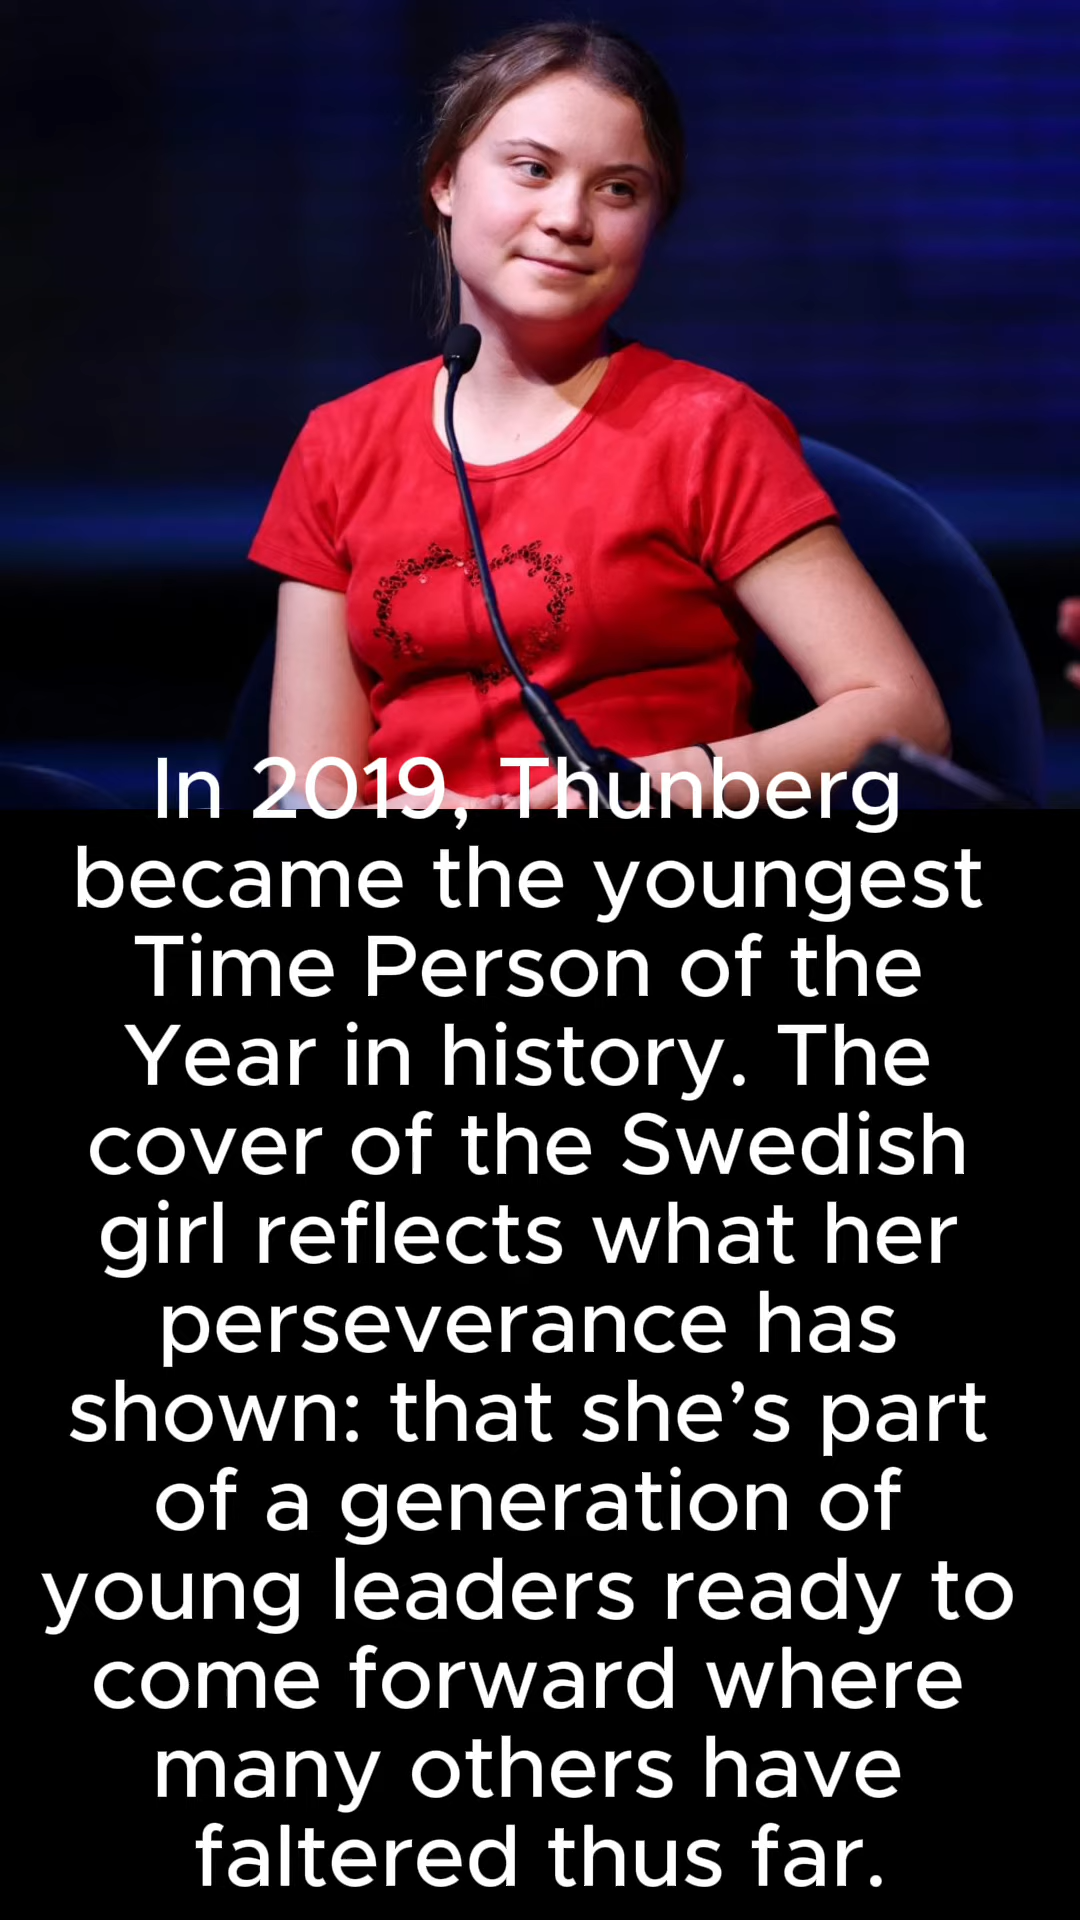 In 2019, Thunberg
became the youngest
Time Person of the
Year in history. The
cover of the Swedish
girl reflects what her
perseverance has
shown: that she’s part
of a generation of
young leaders ready to
come forward where
many others have
faltered thus far.